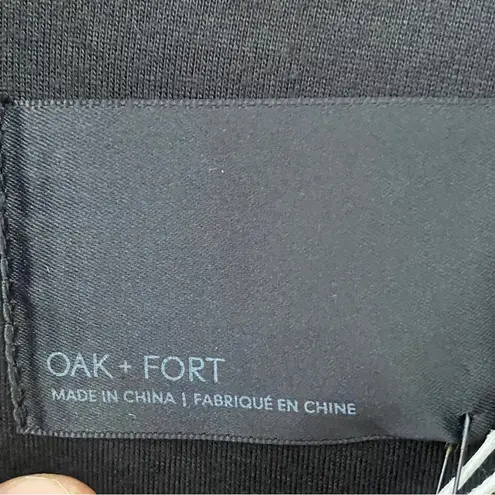 OAK + FORT
MADE IN CHINA | FABRIQUÉ EN CHINE